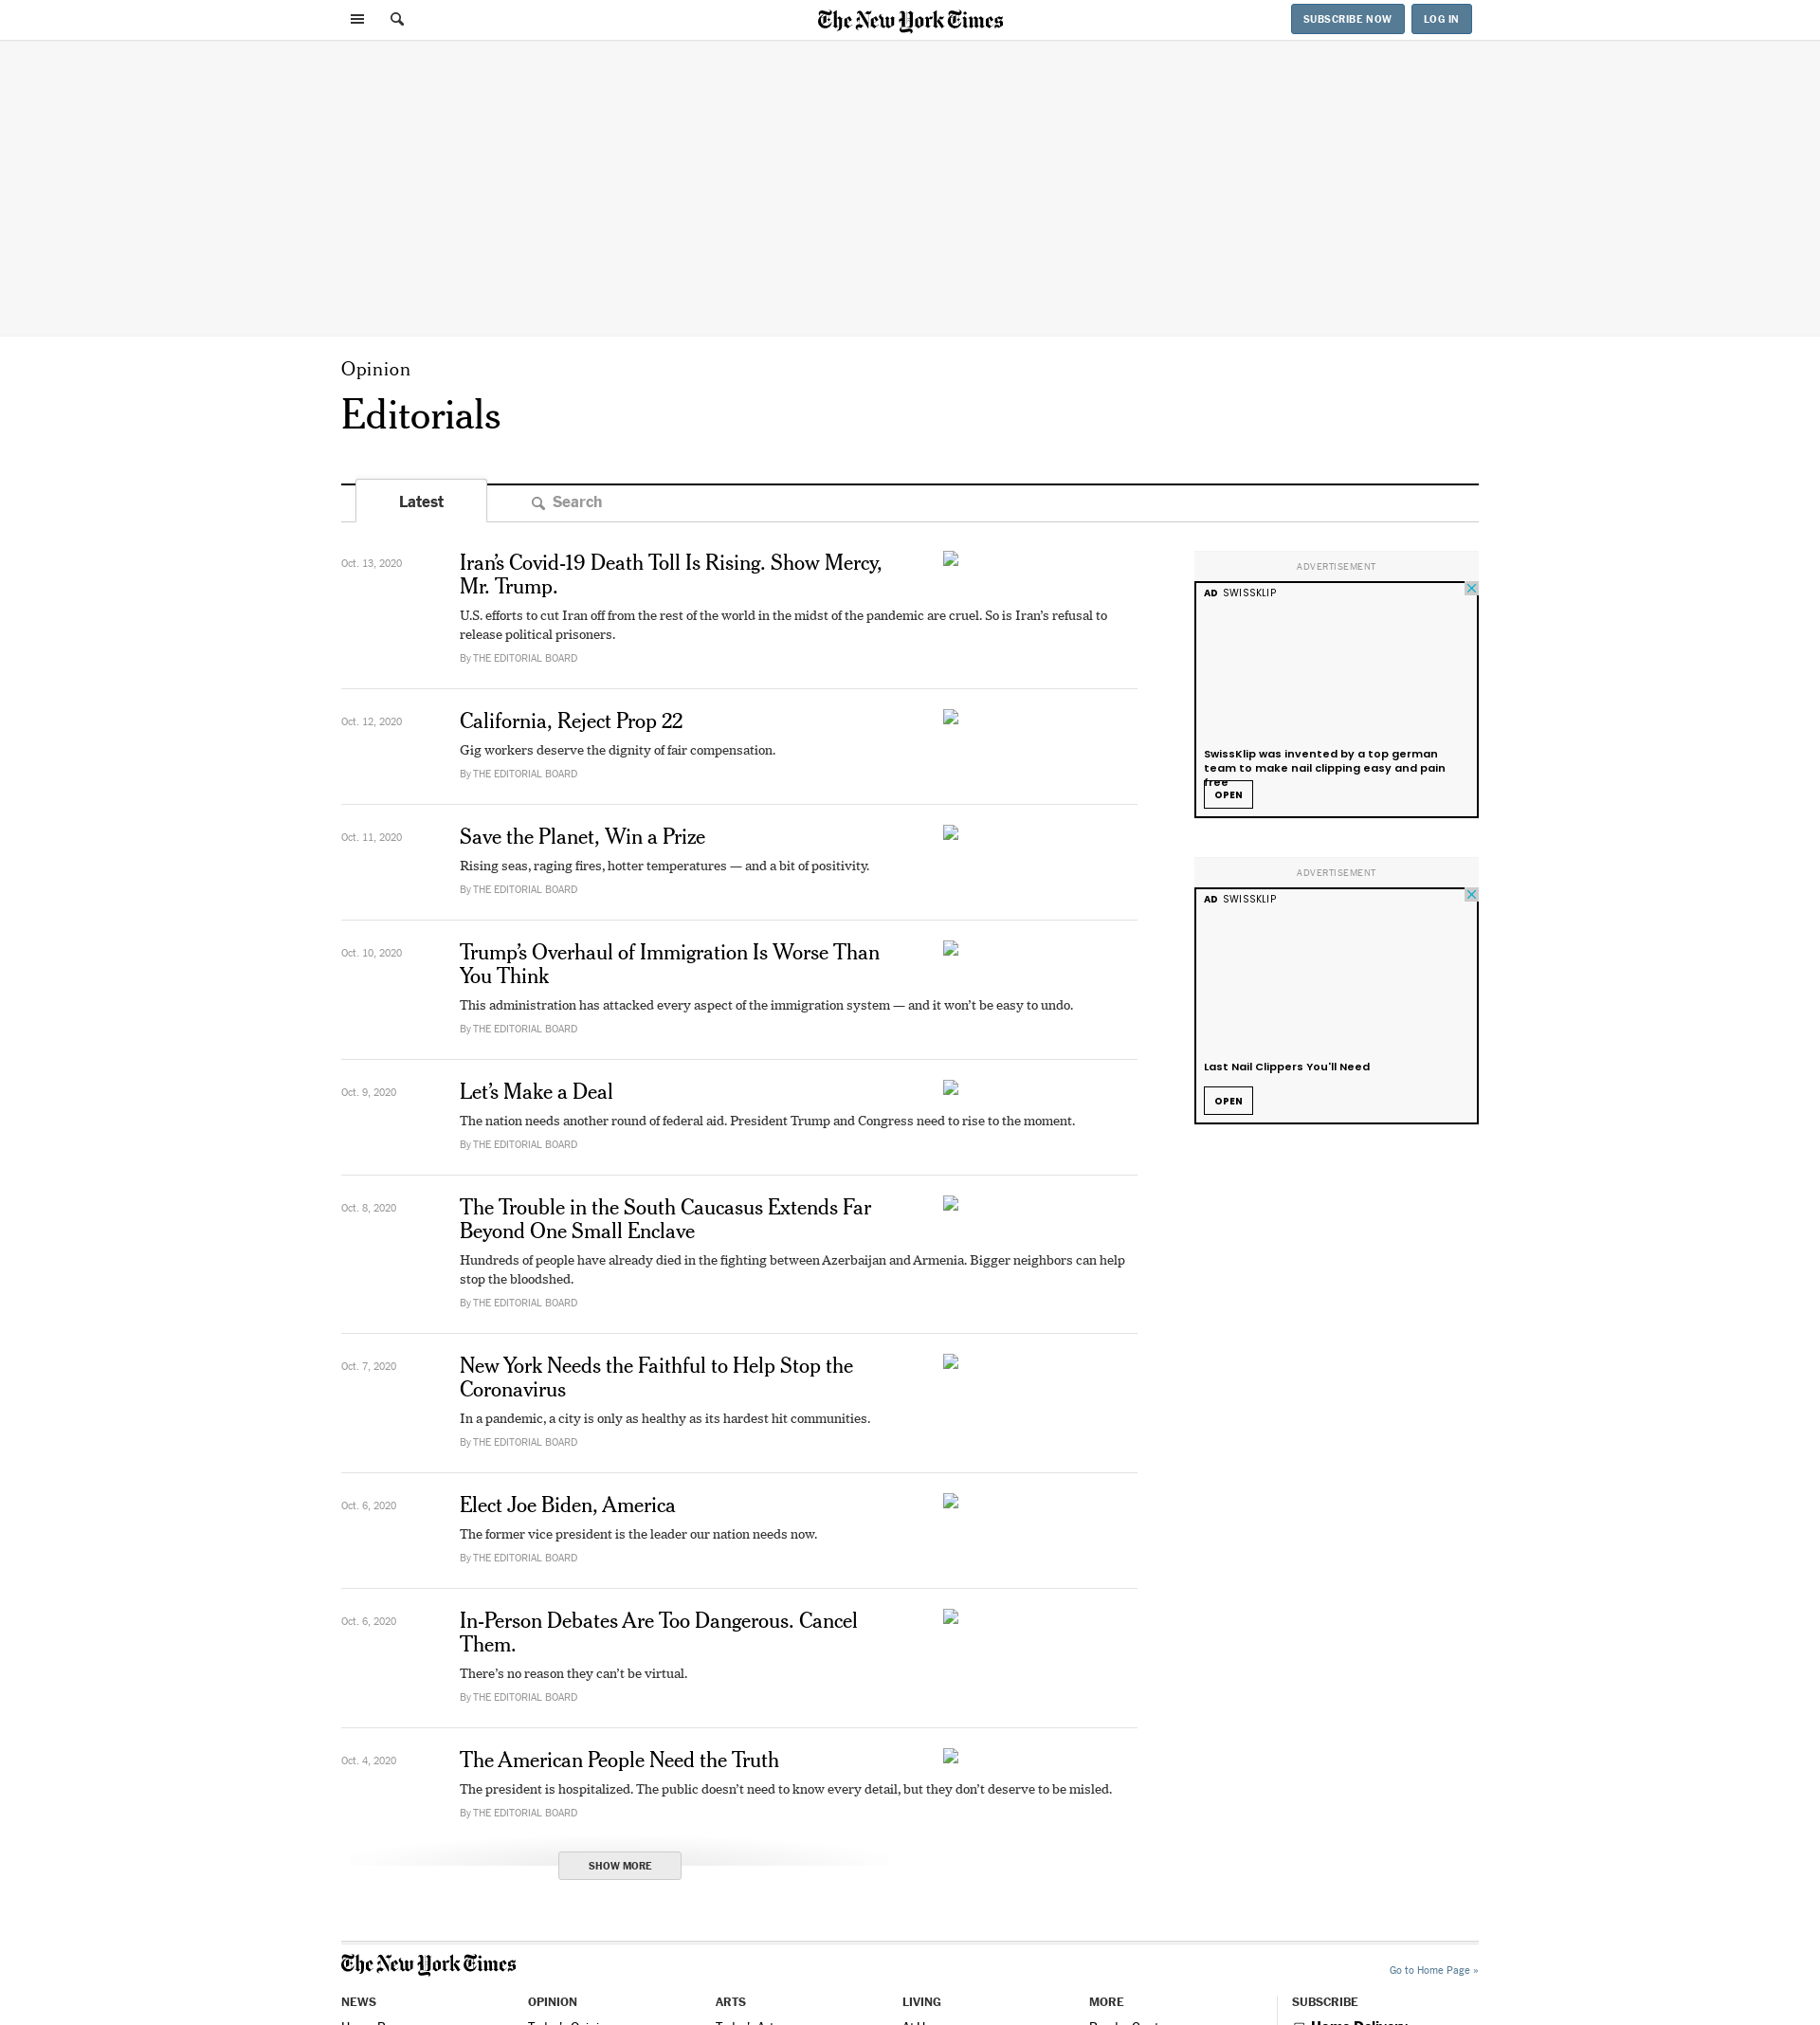 The New York Times
SUBSCRIBE NOW
LOG IN
Opinion
Editorials
Latest
Search
Oct. 13, 2020
Iran’s Covid-19 Death Toll Is Rising. Show Mercy,
Mr. Trump.
U.S. efforts to cut Iran off from the rest of the world in the midst of the pandemic are cruel. So is Iran’s refusal to
release political prisoners.
By THE EDITORIAL BOARD
Oct. 12, 2020
California, Reject Prop 22
Gig workers deserve the dignity of fair compensation.
By THE EDITORIAL BOARD
Oct. 11, 2020
Save the Planet, Win a Prize
Rising seas, raging fires, hotter temperatures — and a bit of positivity.
By THE EDITORIAL BOARD
Oct. 10, 2020
Trump’s Overhaul of Immigration Is Worse Than
You Think
This administration has attacked every aspect of the immigration system — and it won’t be easy to undo.
By THE EDITORIAL BOARD
Oct. 9, 2020
Let’s Make a Deal
The nation needs another round of federal aid. President Trump and Congress need to rise to the moment.
By THE EDITORIAL BOARD
Oct. 8, 2020
The Trouble in the South Caucasus Extends Far
Beyond One Small Enclave
Hundreds of people have already died in the fighting between Azerbaijan and Armenia. Bigger neighbors can help
stop the bloodshed.
By THE EDITORIAL BOARD
Oct. 7, 2020
New York Needs the Faithful to Help Stop the
Coronavirus
In a pandemic, a city is only as healthy as its hardest hit communities.
By THE EDITORIAL BOARD
Oct. 6, 2020
Elect Joe Biden, America
The former vice president is the leader our nation needs now.
By THE EDITORIAL BOARD
Oct. 6, 2020
In-Person Debates Are Too Dangerous. Cancel
Them.
There’s no reason they can’t be virtual.
By THE EDITORIAL BOARD
Oct. 4, 2020
The American People Need the Truth
The president is hospitalized. The public doesn’t need to know every detail, but they don’t deserve to be misled.
By THE EDITORIAL BOARD
SHOW MORE
ADVERTISEMENT
AD SWISSKLIP
SwissKlip was invented by a top german
team to make nail clipping easy and pain
free
OPEN
ADVERTISEMENT
AD SWISSKLIP
Last Nail Clippers You'll Need
OPEN
The New York Times
Go to Home Page »
NEWS
OPINION
ARTS
LIVING
MORE
SUBSCRIBE
Home Delivery